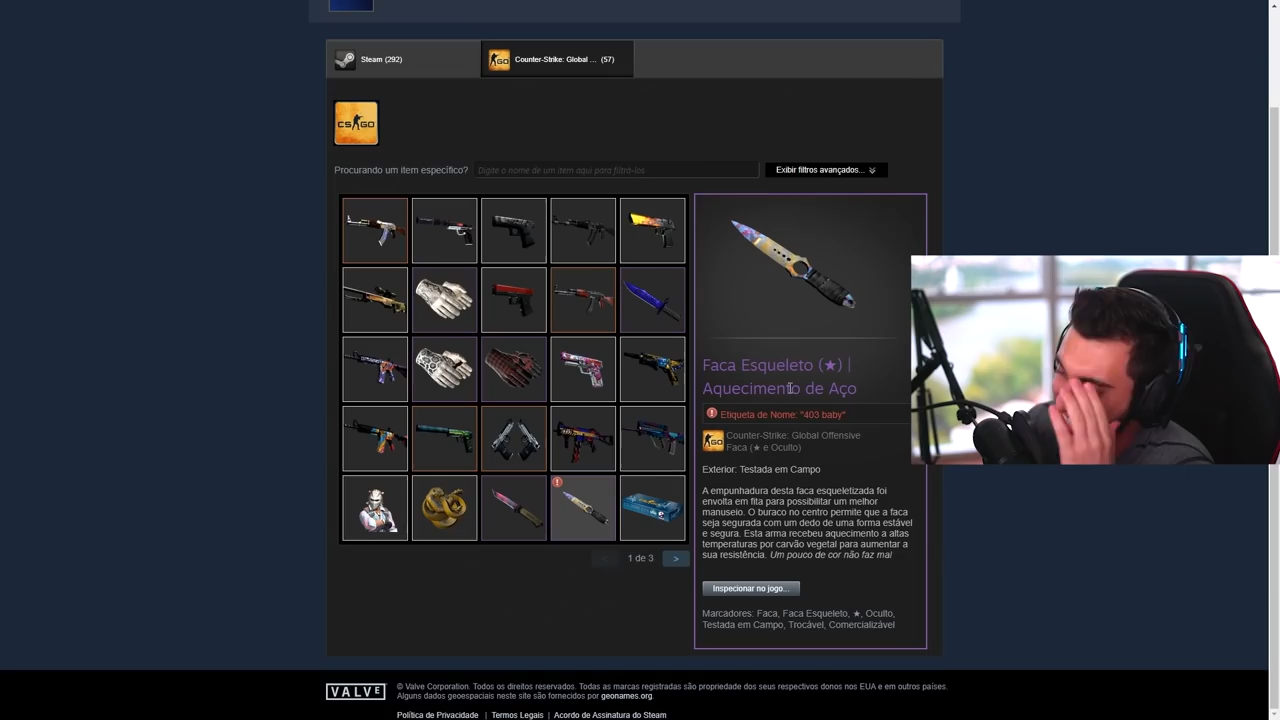 Steam (292)
Counter-Strike: Global ... (57)
CS GO
Procurando um item específico?
Digite o nome de um item aqui para filtrá-los
Exibir filtros avançados...
Faca Esqueleto (★) |
Aquecimento de Aço
! Etiqueta de Nome: "403 baby"
GO
Counter-Strike: Global Offensive
Faca (★ e Oculto)
Exterior: Testada em Campo
A empunhadura desta faca esqueletizada foi
envolta em fita para possibilitar um melhor
manuseio. O buraco no centro permite que a faca
seja segurada com um dedo de uma forma estável
e segura. Esta arma recebeu aquecimento a altas
temperaturas por carvão vegetal para aumentar a
sua resistência. Um pouco de cor não faz mal
< 1 de 3 >
Inspecionar no jogo...
Marcadores: Faca, Faca Esqueleto, ★, Oculto,
Testada em Campo, Trocável, Comercializável
VALVE
© Valve Corporation. Todos os direitos reservados. Todas as marcas registradas são propriedade dos seus respectivos donos nos EUA e em outros países.
Alguns dados geoespaciais neste site são fornecidos por geonames.org.
Política de Privacidade | Termos Legais | Acordo de Assinatura do Steam